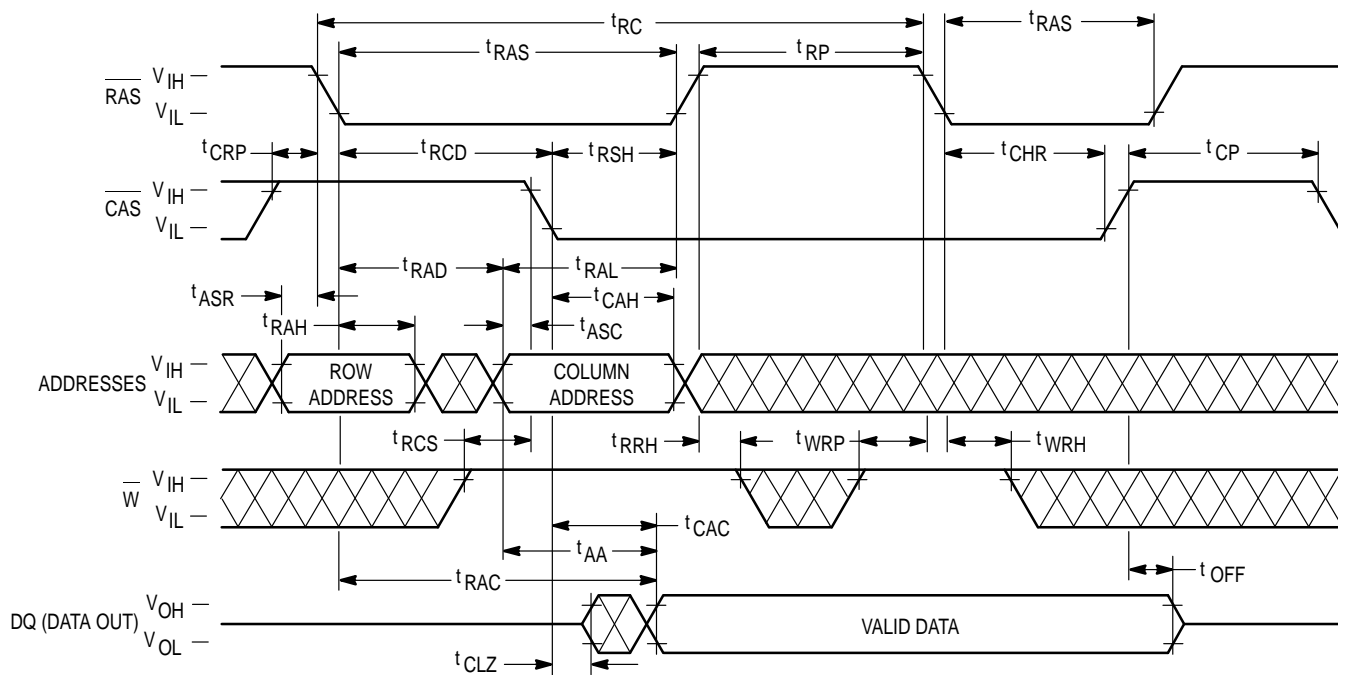 tRC
tRAS
tRAS
tRP
RAS
VIH
VIL
tCRP
tRCD
tRSH
tCHR
tCP
CAS
VIH
VIL
tRAD
tRAL
tASR
tCAH
tRAH
tASC
ADDRESSES
VIH
VIL
ROW
ADDRESS
COLUMN
ADDRESS
tRCS
tRRH
tWRP
tWRH
W
VIH
VIL
tCAC
tAA
tRAC
tOFF
DQ (DATA OUT)
VOH
VOL
VALID DATA
tCLZ